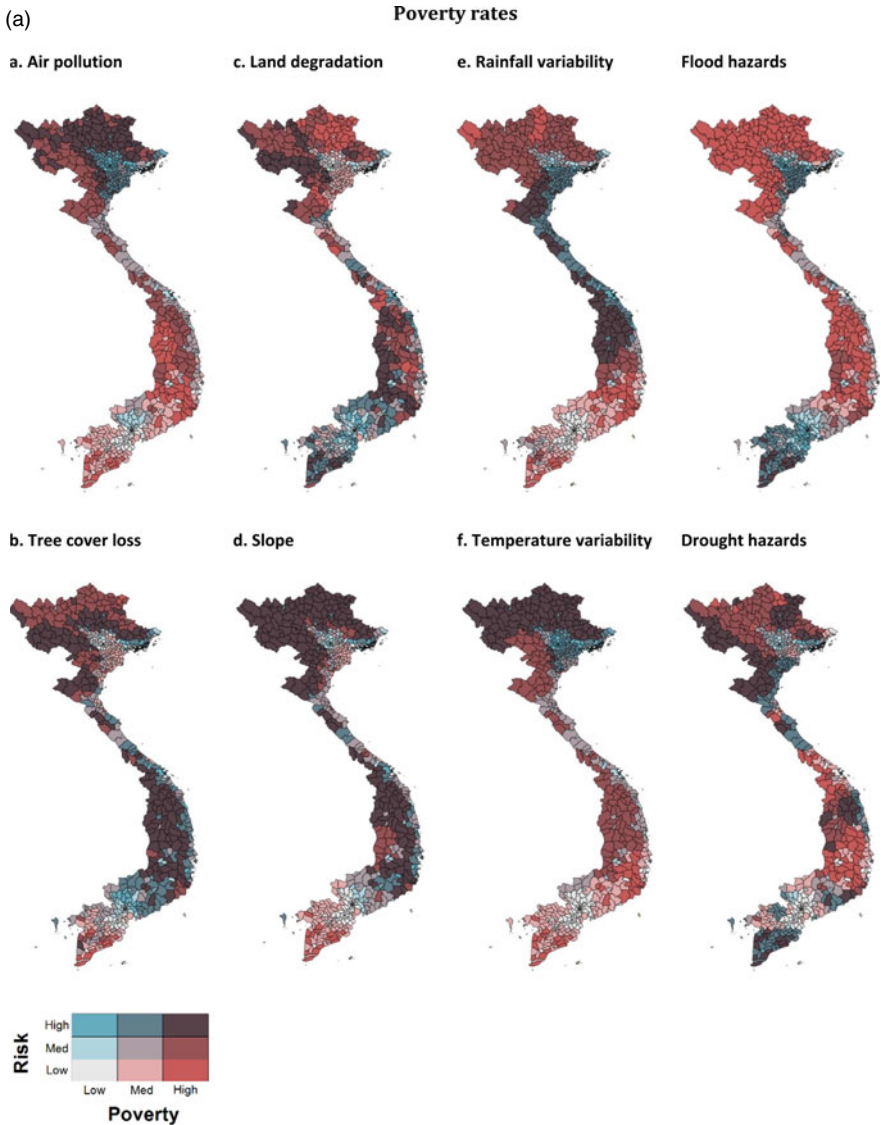 (a)
Poverty rates
a. Air pollution
c. Land degradation
e. Rainfall variability
Flood hazards
b. Tree cover loss
d. Slope
f. Temperature variability
Drought hazards
Risk
High
Med
Low
Low Med High
Poverty